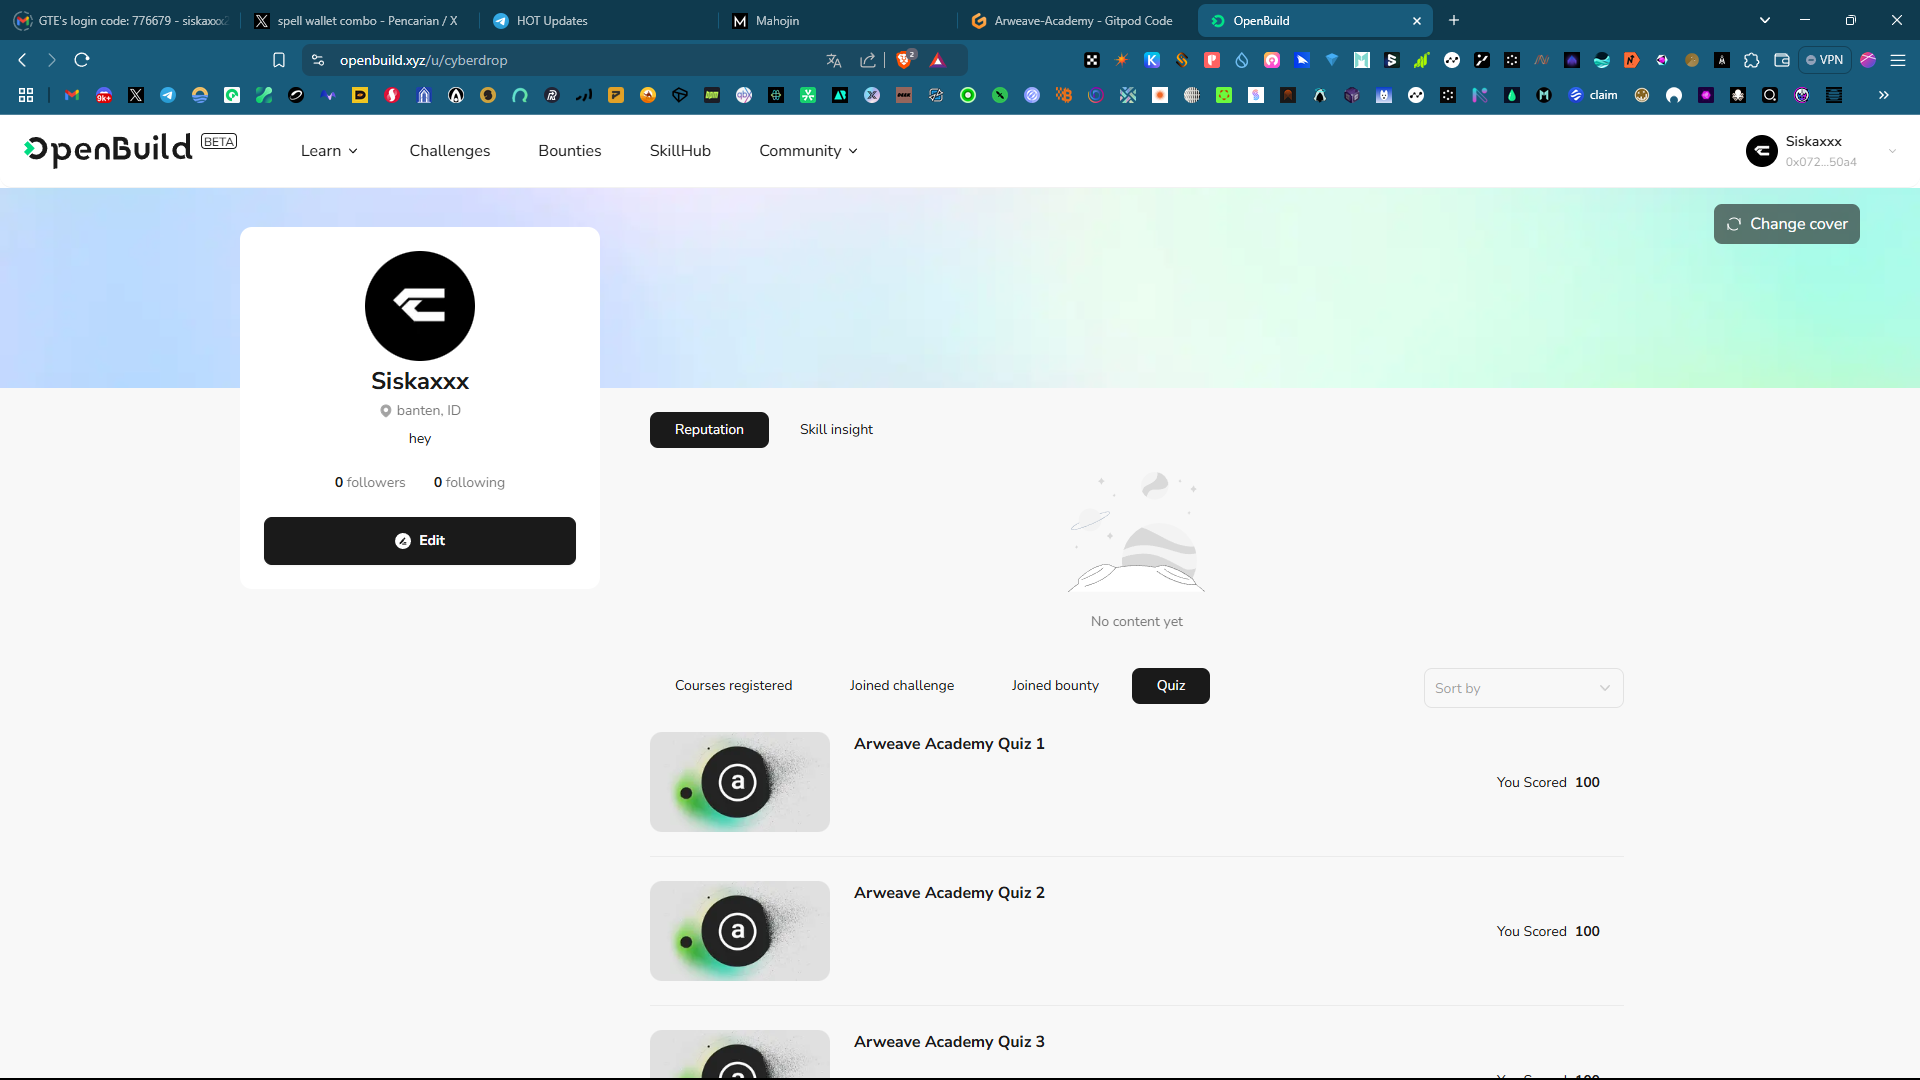 GTE's login code: 776679 - siskaxxx2
spell wallet combo - Pencarian / X
HOT Updates
Mahojin
Arweave-Academy - Gitpod Code
OpenBuild
openbuild.xyz/u/cyberdrop
2
VPN
9k+
claim
OpenBuild BETA
Learn
Challenges
Bounties
SkillHub
Community
Siskaxxx
0x072...50a4
Change cover
Siskaxxx
banten, ID
hey
0 followers
0 following
Edit
Reputation
Skill insight
No content yet
Courses registered
Joined challenge
Joined bounty
Quiz
Sort by
a
Arweave Academy Quiz 1
You Scored 100
a
Arweave Academy Quiz 2
You Scored 100
Arweave Academy Quiz 3